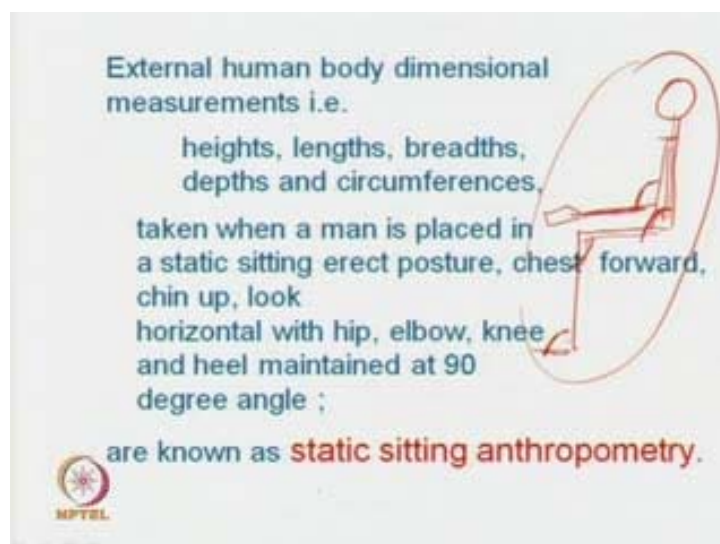 External human body dimensional
measurements i.e.
heights, lengths, breadths,
depths and circumferences,
taken when a man is placed in
a static sitting erect posture, chest forward,
chin up, look
horizontal with hip, elbow, knee
and heel maintained at 90
degree angle ;
are known as static sitting anthropometry.
NPTEL